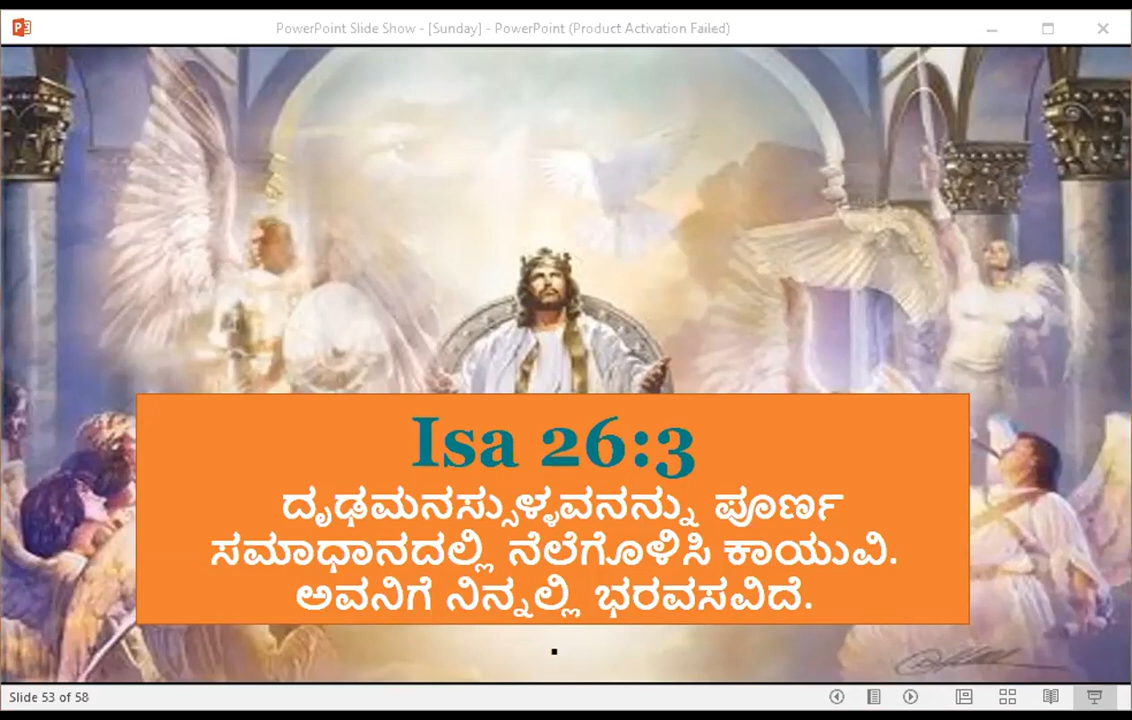 PowerPoint Slide Show - [Sunday] - PowerPoint (Product Activation Failed)
Isa 26:3
ದೃಢಮನಸ್ಸುಳ್ಳವನನ್ನು ಪೂರ್ಣ
ಸಮಾಧಾನದಲ್ಲಿ ನೆಲೆಗೊಳಿಸಿ ಕಾಯುವಿ.
ಅವನಿಗೆ ನಿನ್ನಲ್ಲಿ ಭರವಸವಿದೆ.
.
Slide 53 of 58